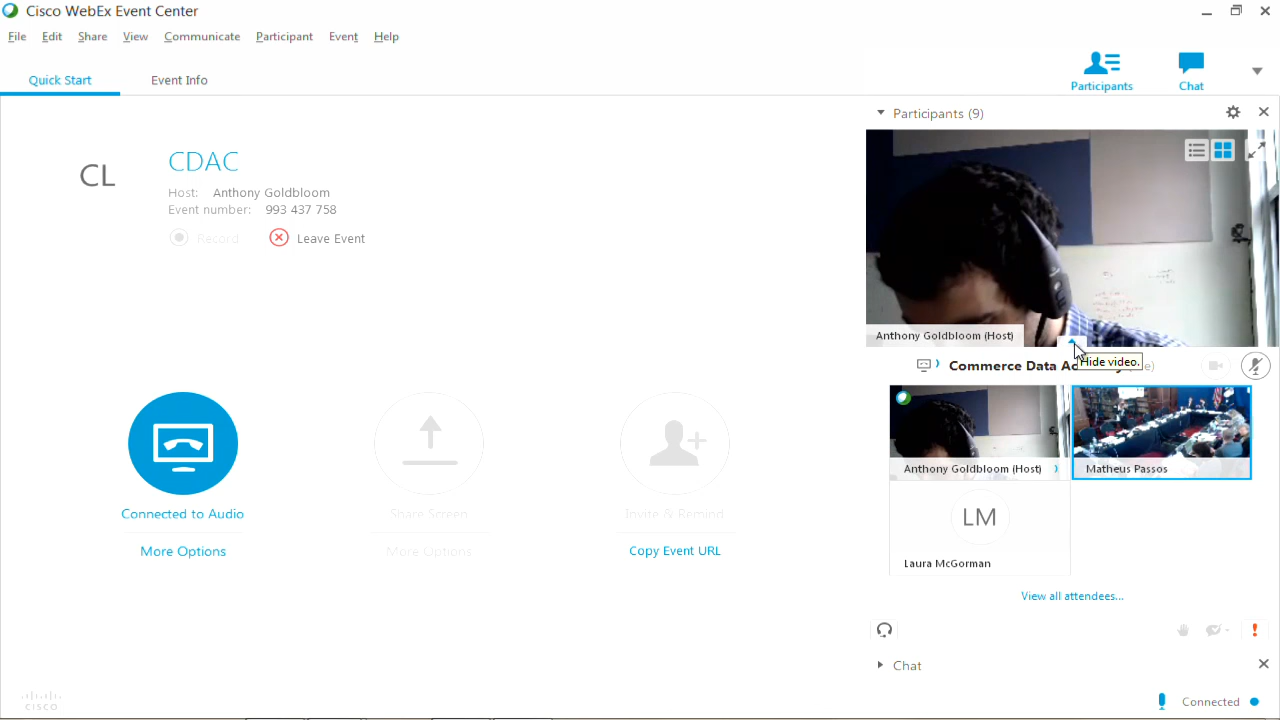 Cisco WebEx Event Center
File Edit Share View Communicate Participant Event Help
Quick Start Event Info
Participants Chat
Participants (9)
CL
CDAC
Host: Anthony Goldbloom
Event number: 993 437 758
Record Leave Event
Anthony Goldbloom (Host)
Commerce Data
Hide video.
Anthony Goldbloom (Host)
Matheus Passos
LM
Laura McGorman
View all attendees...
Connected to Audio
More Options
Share Screen
More Options
Invite & Remind
Copy Event URL
Chat
CISCO
Connected